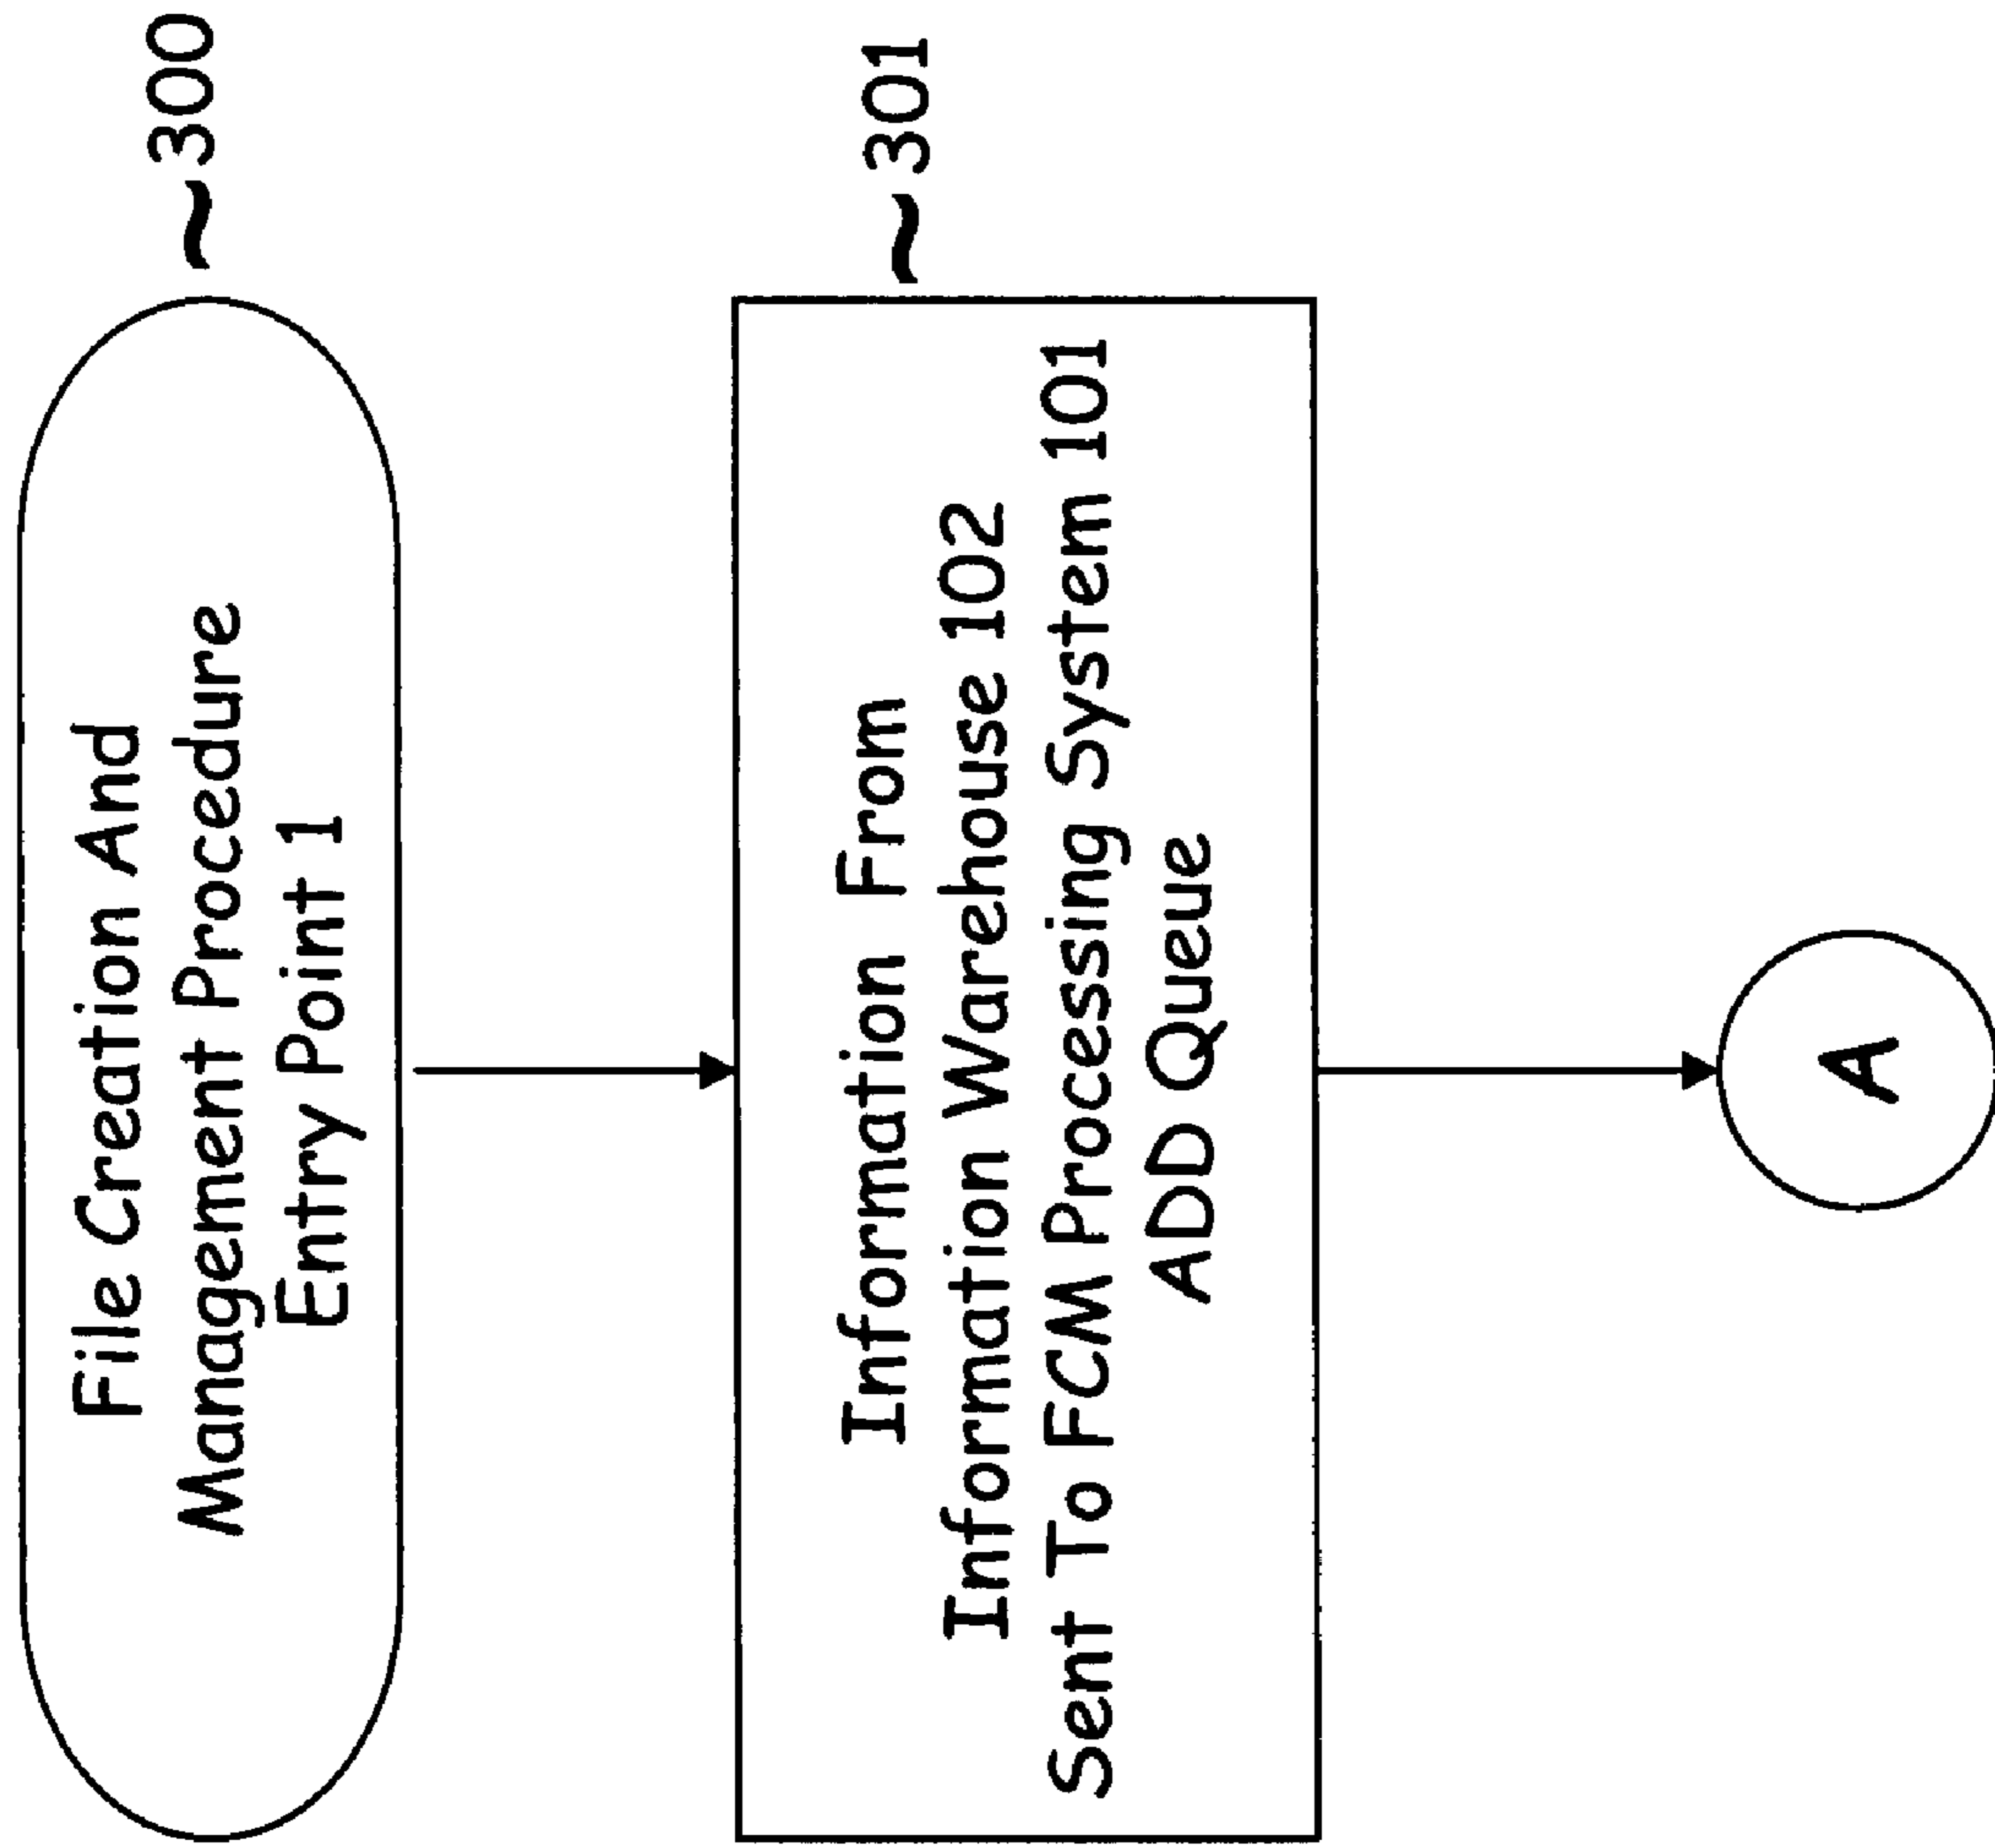 File Creation And
Management Procedure
Entry Point 1
~300
Information From
Information Warehouse 102
Sent To FCM Processing System 101
ADD Queue
~301
A